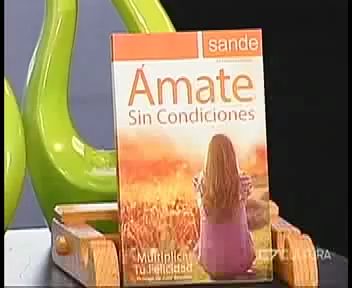 sande
Ámate
Sin Condiciones
Multiplica
Tu Felicidad